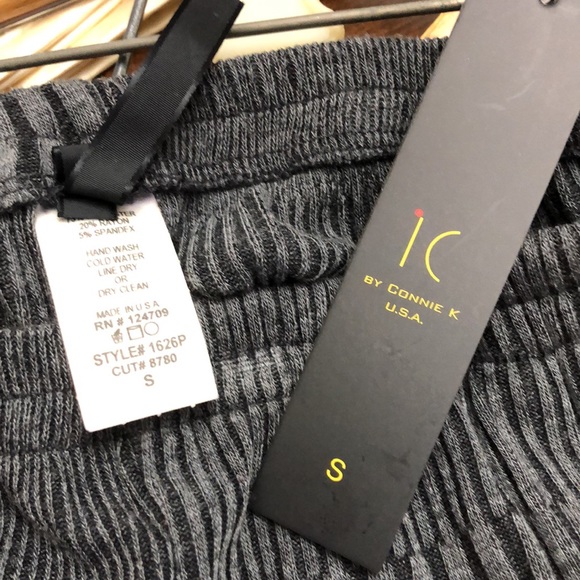 20% RAYON
5% SPANDEX
HAND WASH
COLD WATER
LINE DRY
OR
DRY CLEAN
MADE IN U.S.A
RN # 124709
STYLE# 1626P
CUT# 8780
S
IC
BY CONNIE K
U.S.A.
S